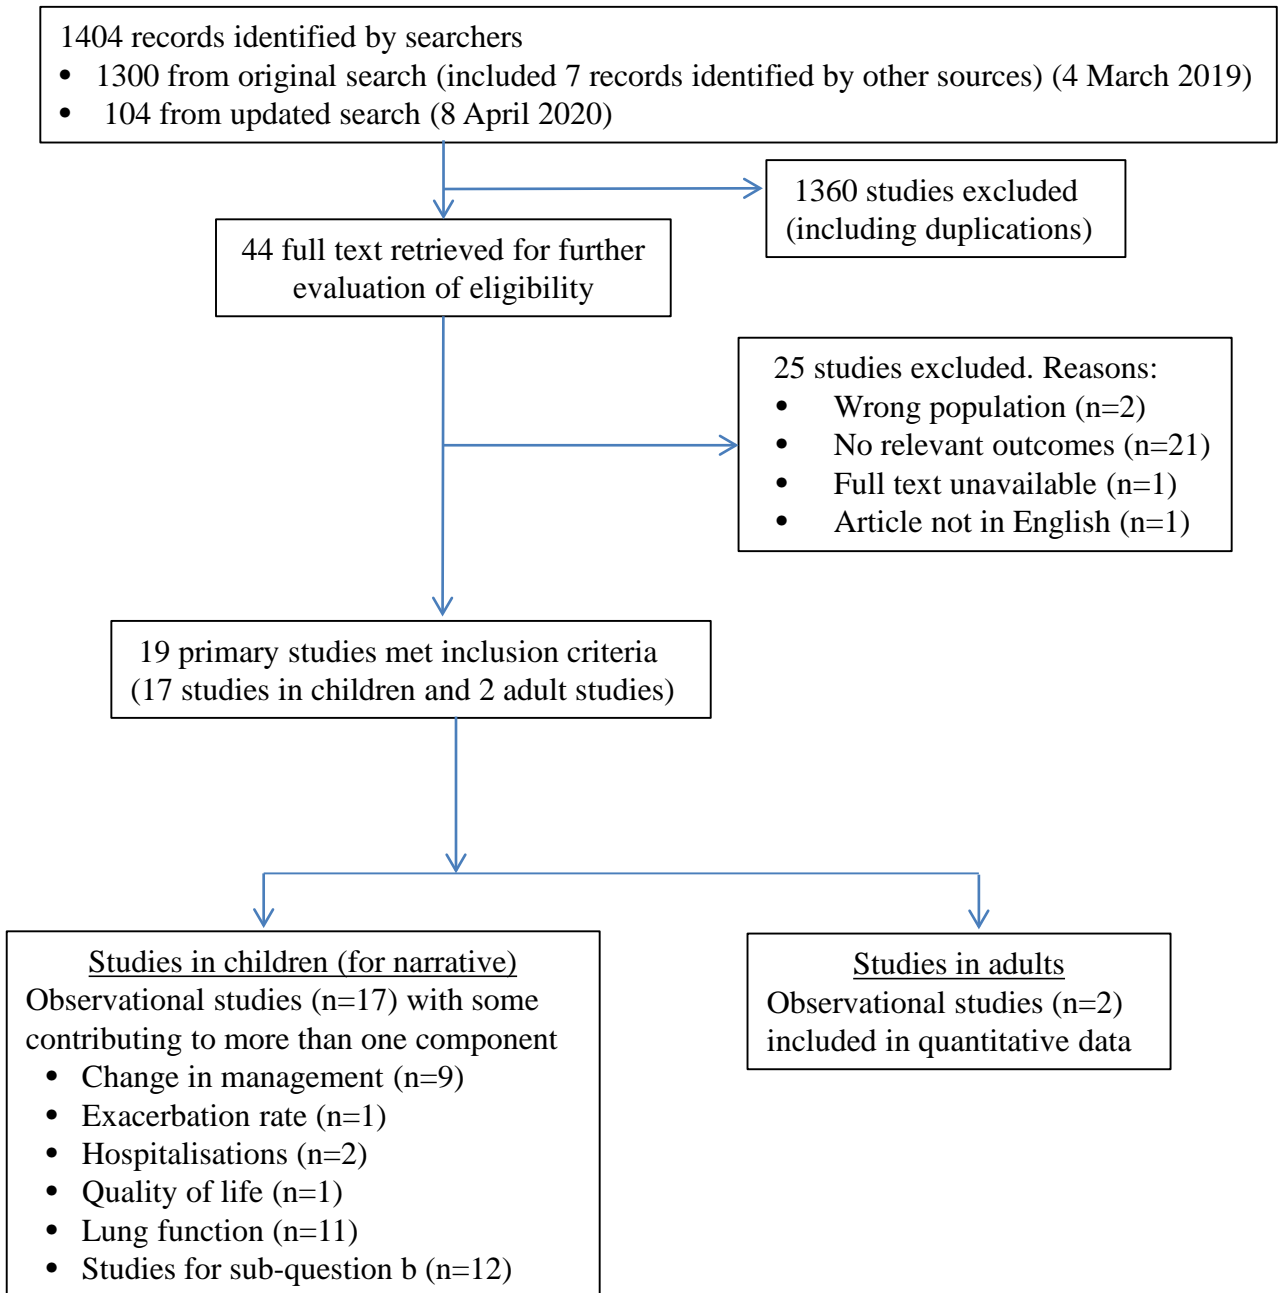 1404 records identified by searchers
• 1300 from original search (included 7 records identified by other sources) (4 March 2019)
• 104 from updated search (8 April 2020)
1360 studies excluded
(including duplications)
44 full text retrieved for further
evaluation of eligibility
25 studies excluded. Reasons:
• Wrong population (n=2)
• No relevant outcomes (n=21)
• Full text unavailable (n=1)
• Article not in English (n=1)
19 primary studies met inclusion criteria
(17 studies in children and 2 adult studies)
Studies in children (for narrative)
Observational studies (n=17) with some
contributing to more than one component
• Change in management (n=9)
• Exacerbation rate (n=1)
• Hospitalisations (n=2)
• Quality of life (n=1)
• Lung function (n=11)
• Studies for sub-question b (n=12)
Studies in adults
Observational studies (n=2)
included in quantitative data